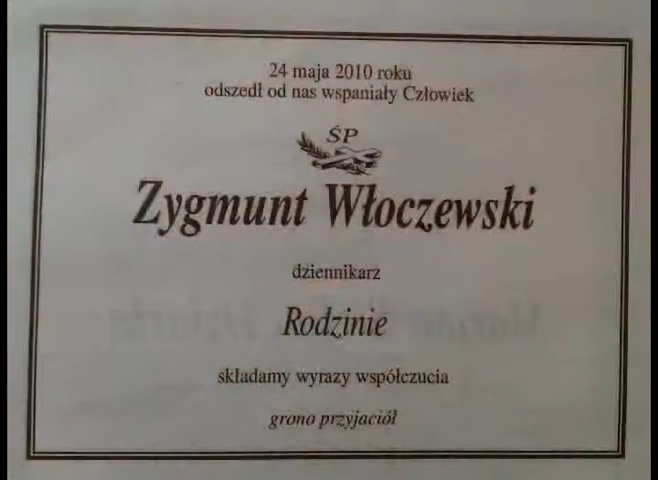 24 maja 2010 roku
odszedł od nas wspaniały Człowiek
ŚP
Zygmunt Włoczewski
dziennikarz
Rodzinie
składamy wyrazy współczucia
grono przyjaciół